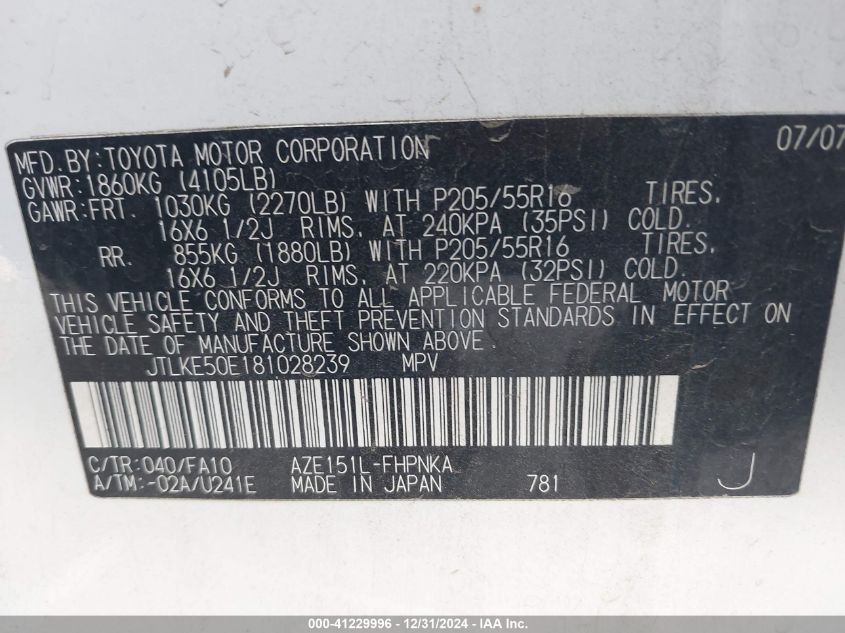 07/07
MFD.BY:TOYOTA MOTOR CORPORATION
GVWR:1860KG (4105LB)
GAWR:FRT. 1030KG (2270LB) WITH P205/55R16 TIRES.
16X6 1/2J RIMS, AT 240KPA (35PSI) COLD.
RR. 855KG (1880LB) WITH P205/55R16 TIRES.
16X6 1/2J RIMS, AT 220KPA (32PSI) COLD.
THIS VEHICLE CONFORMS TO ALL APPLICABLE FEDERAL MOTOR
VEHICLE SAFETY AND THEFT PREVENTION STANDARDS IN EFFECT ON
THE DATE OF MANUFACTURE SHOWN ABOVE.
JTLKE50E181028239 MPV
C/TR:040/FA10 AZE151L-FHPNKA
A/TM:-02A/U241E MADE IN JAPAN 781 J
000-41229996 - 12/31/2024 - IAA Inc.